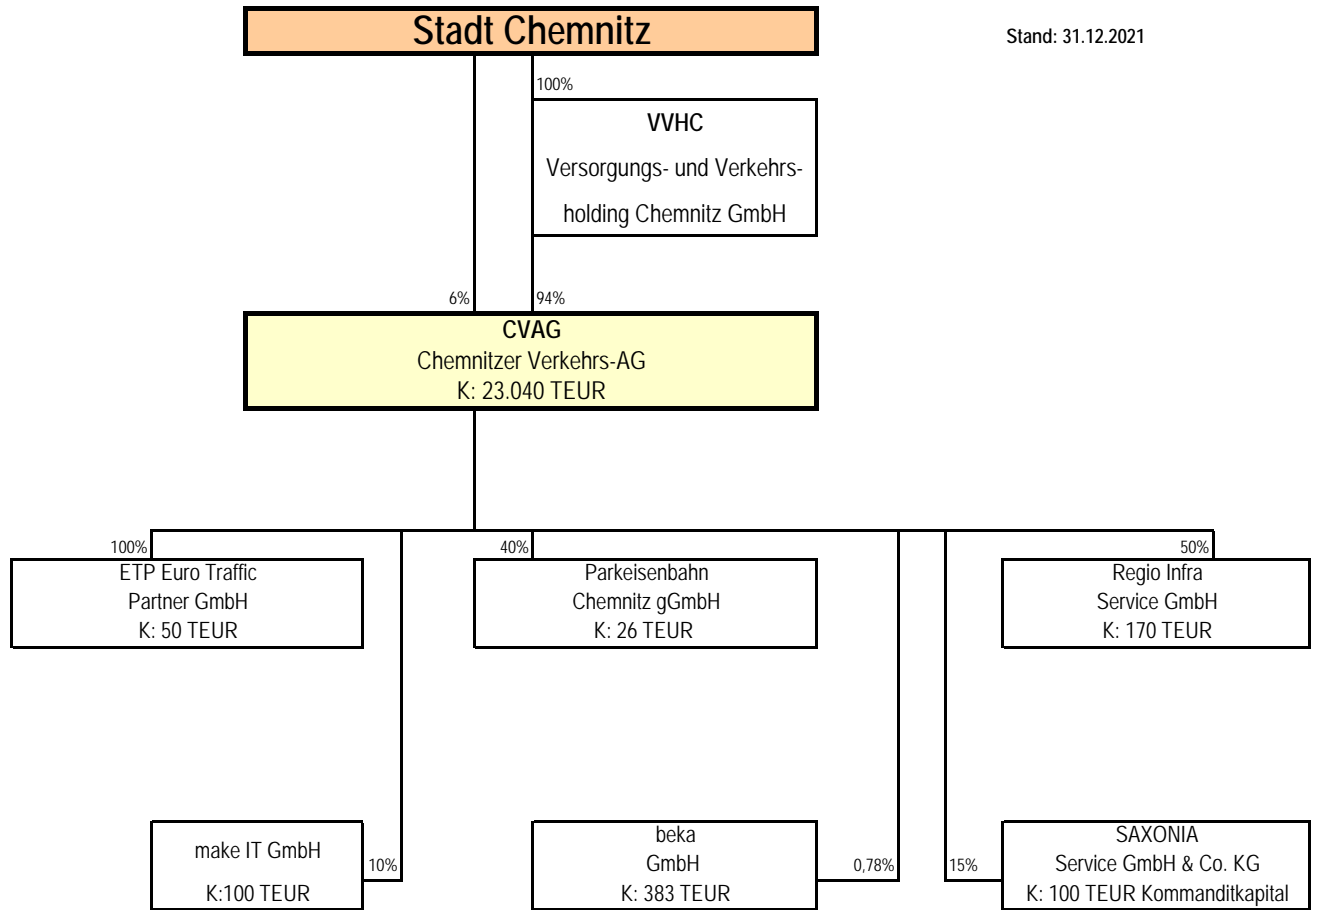 Stadt Chemnitz
Stand: 31.12.2021
100%
VVHC
Versorgungs- und Verkehrs-
holding Chemnitz GmbH
6%
94%
CVAG
Chemnitzer Verkehrs-AG
K: 23.040 TEUR
100%
ETP Euro Traffic
Partner GmbH
K: 50 TEUR
40%
Parkeisenbahn
Chemnitz gGmbH
K: 26 TEUR
50%
Regio Infra
Service GmbH
K: 170 TEUR
make IT GmbH
K:100 TEUR
10%
beka
GmbH
K: 383 TEUR
0,78%
15%
SAXONIA
Service GmbH & Co. KG
K: 100 TEUR Kommanditkapital